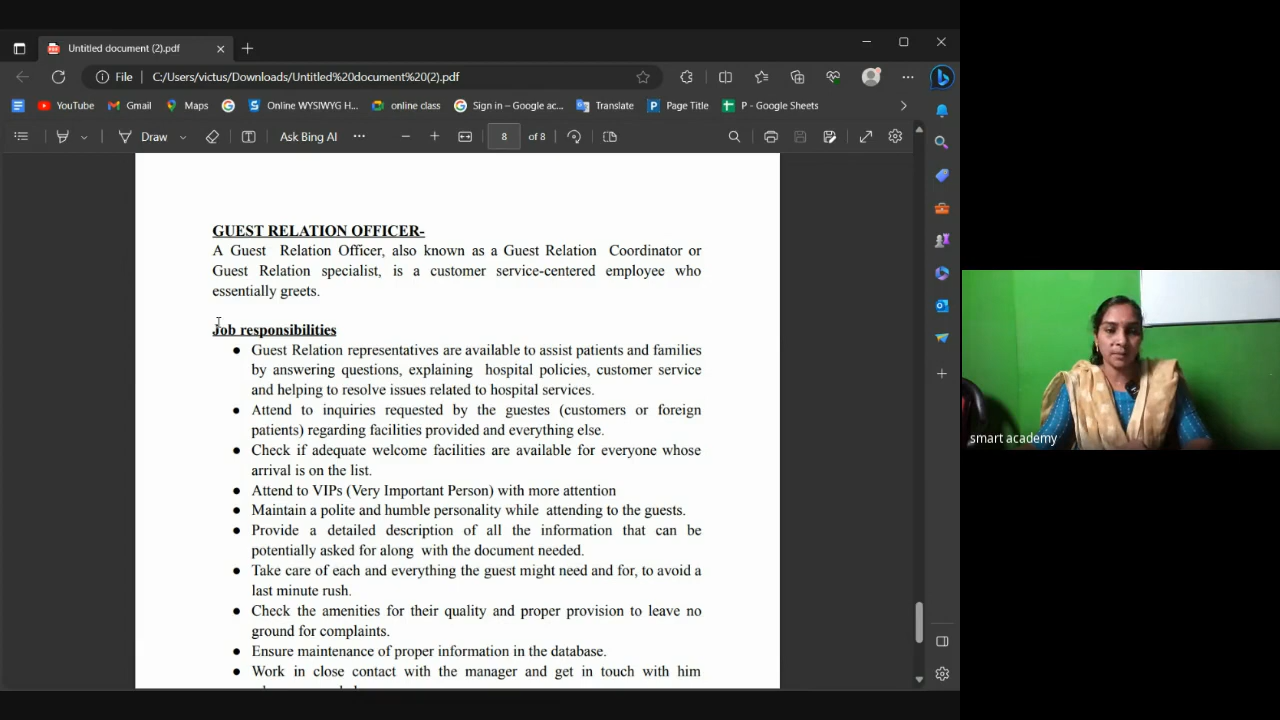 Untitled document (2).pdf
File C:/Users/victus/Downloads/Untitled%20document%20(2).pdf
YouTube Gmail Maps Online WYSIWYG H... online class Sign in – Google ac... Translate Page Title P - Google Sheets
Draw Ask Bing AI 8 of 8
GUEST RELATION OFFICER-
A Guest Relation Officer, also known as a Guest Relation Coordinator or
Guest Relation specialist, is a customer service-centered employee who
essentially greets.
Job responsibilities
● Guest Relation representatives are available to assist patients and families
by answering questions, explaining hospital policies, customer service
and helping to resolve issues related to hospital services.
● Attend to inquiries requested by the guestes (customers or foreign
patients) regarding facilities provided and everything else.
● Check if adequate welcome facilities are available for everyone whose
arrival is on the list.
● Attend to VIPs (Very Important Person) with more attention
● Maintain a polite and humble personality while attending to the guests.
● Provide a detailed description of all the information that can be
potentially asked for along with the document needed.
● Take care of each and everything the guest might need and for, to avoid a
last minute rush.
● Check the amenities for their quality and proper provision to leave no
ground for complaints.
● Ensure maintenance of proper information in the database.
● Work in close contact with the manager and get in touch with him
smart academy